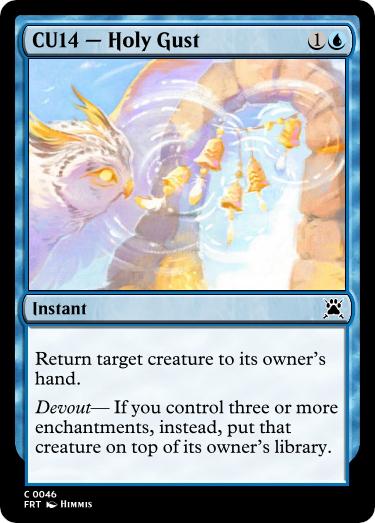 CU14 — Holy Gust
1
Instant
Return target creature to its owner's
hand.
Devout— If you control three or more
enchantments, instead, put that
creature on top of its owner's library.
C 0046
FRT Himmis